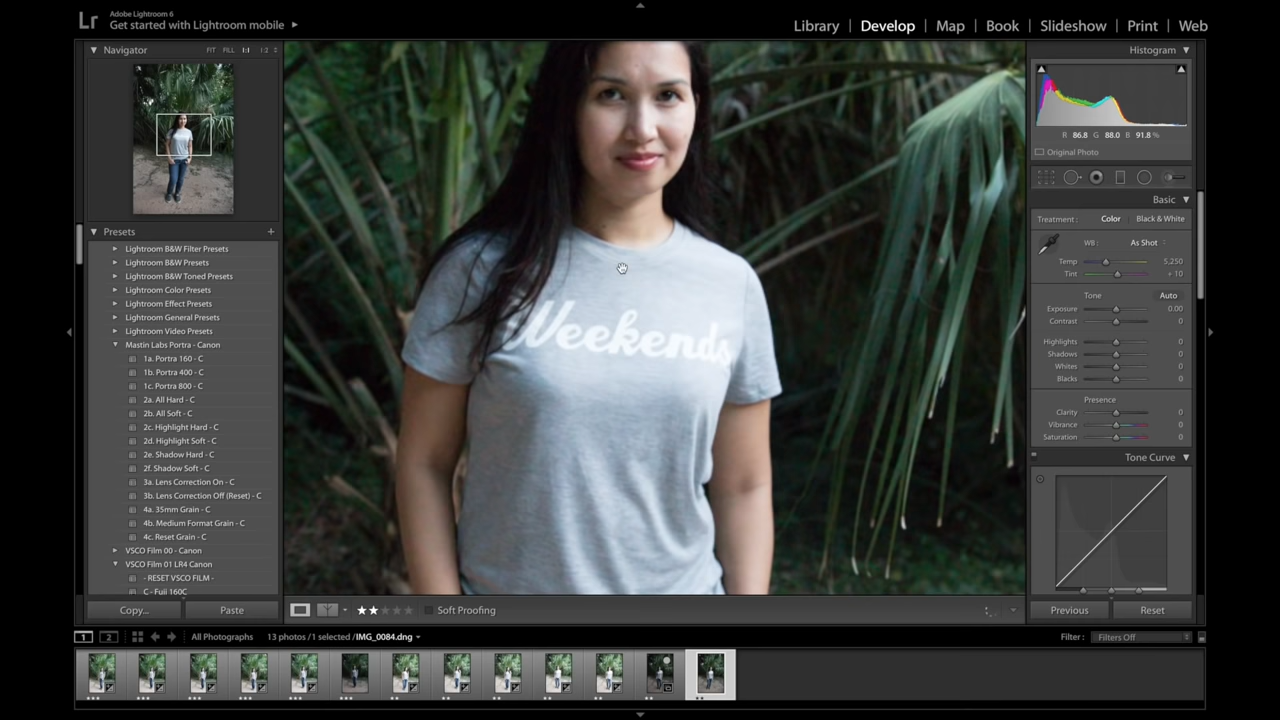 Lr
Adobe Lightroom 6
Get started with Lightroom mobile
Library | Develop | Map | Book | Slideshow | Print | Web
Navigator FIT FILL 1:1 1:2
Presets +
Lightroom B&W Filter Presets
Lightroom B&W Presets
Lightroom B&W Toned Presets
Lightroom Color Presets
Lightroom Effect Presets
Lightroom General Presets
Lightroom Video Presets
Mastin Labs Portra - Canon
1a. Portra 160 - C
1b. Portra 400 - C
1c. Portra 800 - C
2a. All Hard - C
2b. All Soft - C
2c. Highlight Hard - C
2d. Highlight Soft - C
2e. Shadow Hard - C
2f. Shadow Soft - C
3a. Lens Correction On - C
3b. Lens Correction Off (Reset) - C
4a. 35mm Grain - C
4b. Medium Format Grain - C
4c. Reset Grain - C
VSCO Film 00 - Canon
VSCO Film 01 LR4 Canon
- RESET VSCO FILM -
C - Fuji 160C
Copy... Paste
Weekends
Soft Proofing
Histogram
R 86.8 G 88.0 B 91.8 %
Original Photo
Basic
Treatment : Color Black & White
WB : As Shot
Temp 5,250
Tint + 10
Tone Auto
Exposure 0.00
Contrast 0
Highlights 0
Shadows 0
Whites 0
Blacks 0
Presence
Clarity 0
Vibrance 0
Saturation 0
Tone Curve
Previous Reset
1 2 All Photographs 13 photos / 1 selected / IMG_0084.dng
Filter : Filters Off